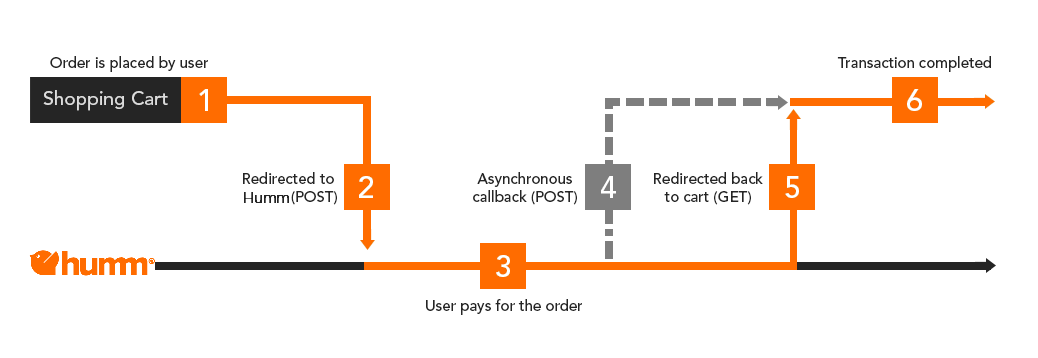 Order is placed by user
Transaction completed
Shopping Cart 1
6
Redirected to
Humm(POST)
2
Asynchronous
callback (POST)
4
Redirected back
to cart (GET)
5
humm®
3
User pays for the order